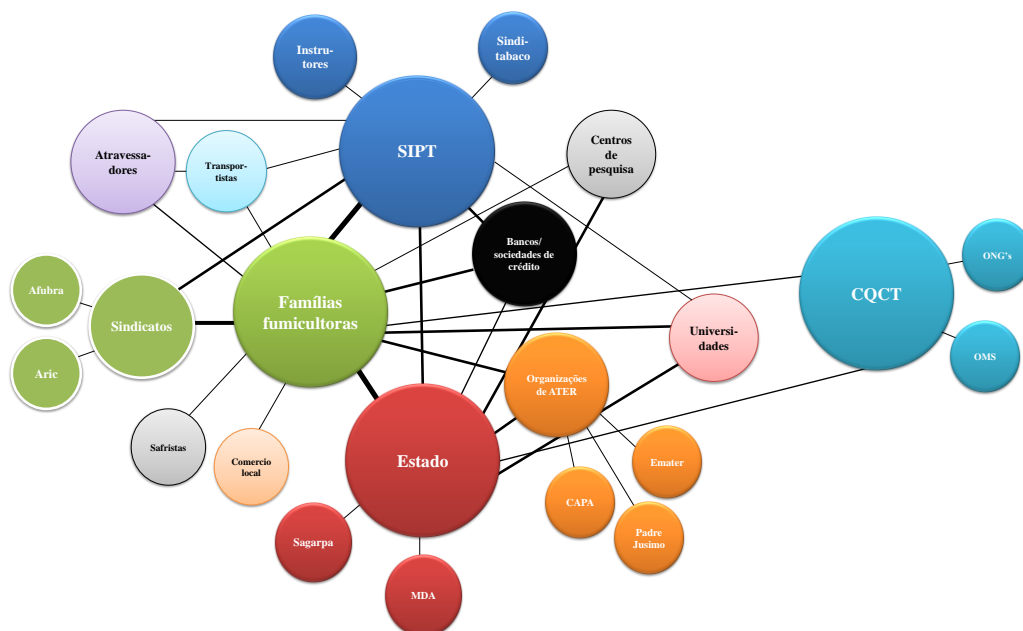 Instru-
tores
Sindi-
tabaco
SIPT
Centros
de
pesquisa
Atravessa-
dores
Transpor-
tistas
Bancos/
sociedades de
crédito
Afubra
Sindicatos
Famílias
fumicultoras
CQCT
ONG's
Universi-
dades
OMS
Aric
Organizações
de ATER
Safristas
Comercio
local
Estado
Emater
CAPA
Padre
Jusimo
Sagarpa
MDA